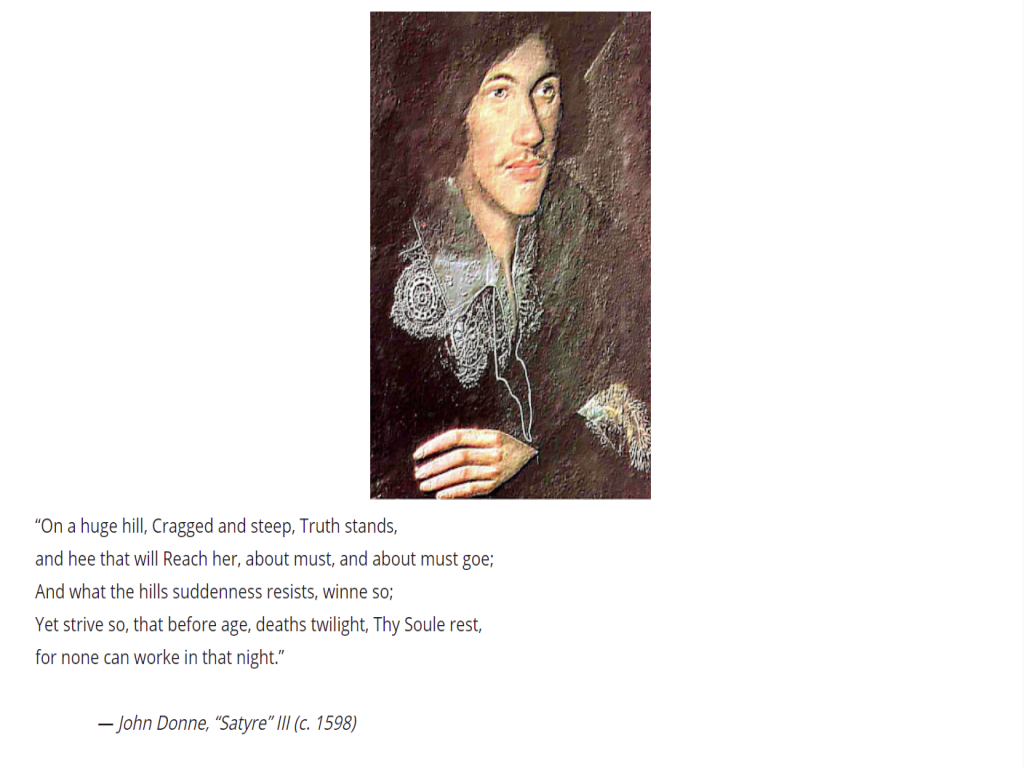 “On a huge hill, Cragged and steep, Truth stands,
and hee that will Reach her, about must, and about must goe;
And what the hills suddenness resists, winne so;
Yet strive so, that before age, deaths twilight, Thy Soule rest,
for none can worke in that night.”
— John Donne, “Satyre” III (c. 1598)